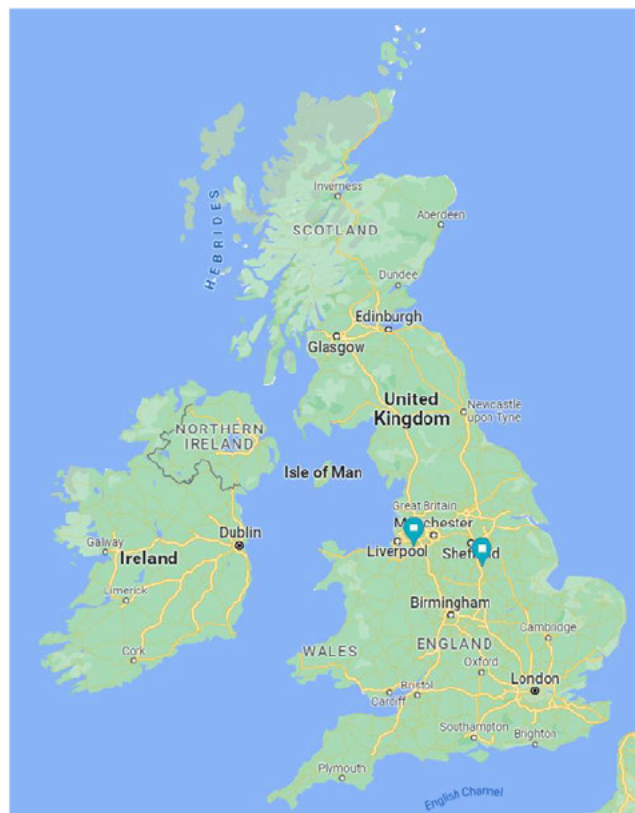 Inverness
Aberdeen
SCOTLAND
HEBRIDES
Dundee
Edinburgh
Glasgow
United
Kingdom
Newcastle
upon Tyne
NORTHERN
IRELAND
Isle of Man
Great Britain
Dublin
Liverpool
Galway
Ireland
Limerick
Birmingham
Cork
WALES
ENGLAND
Cambridge
Oxford
London
Bristol
Cardiff
Southampton
Brighton
Plymouth
English Channel